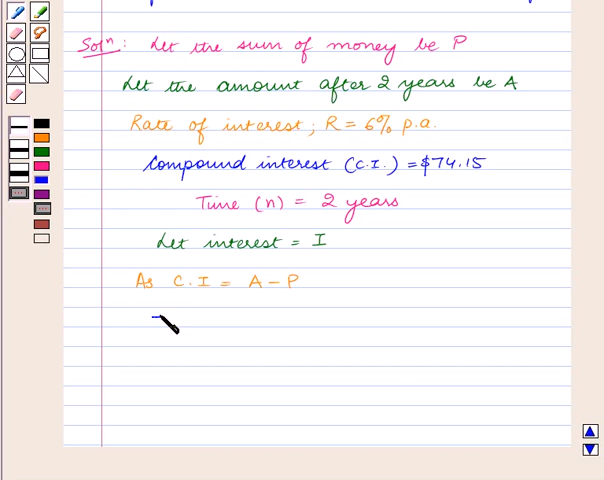 Solⁿ: Let the sum of money be P
Let the amount after 2 years be A
Rate of interest; R = 6% p.a.
Compound interest (C.I.) = $74.15
Time (n) = 2 years
Let interest = I
As C.I = A - P